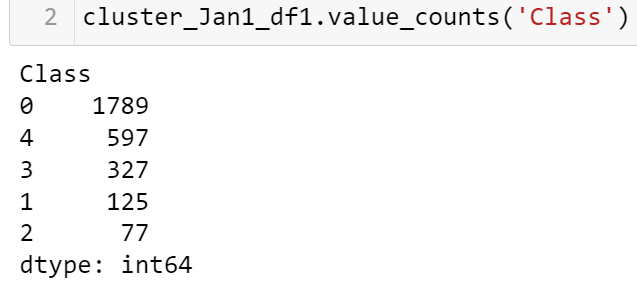 2 cluster_Jan1_df1.value_counts('Class')
Class
0    1789
4     597
3     327
1     125
2      77
dtype: int64